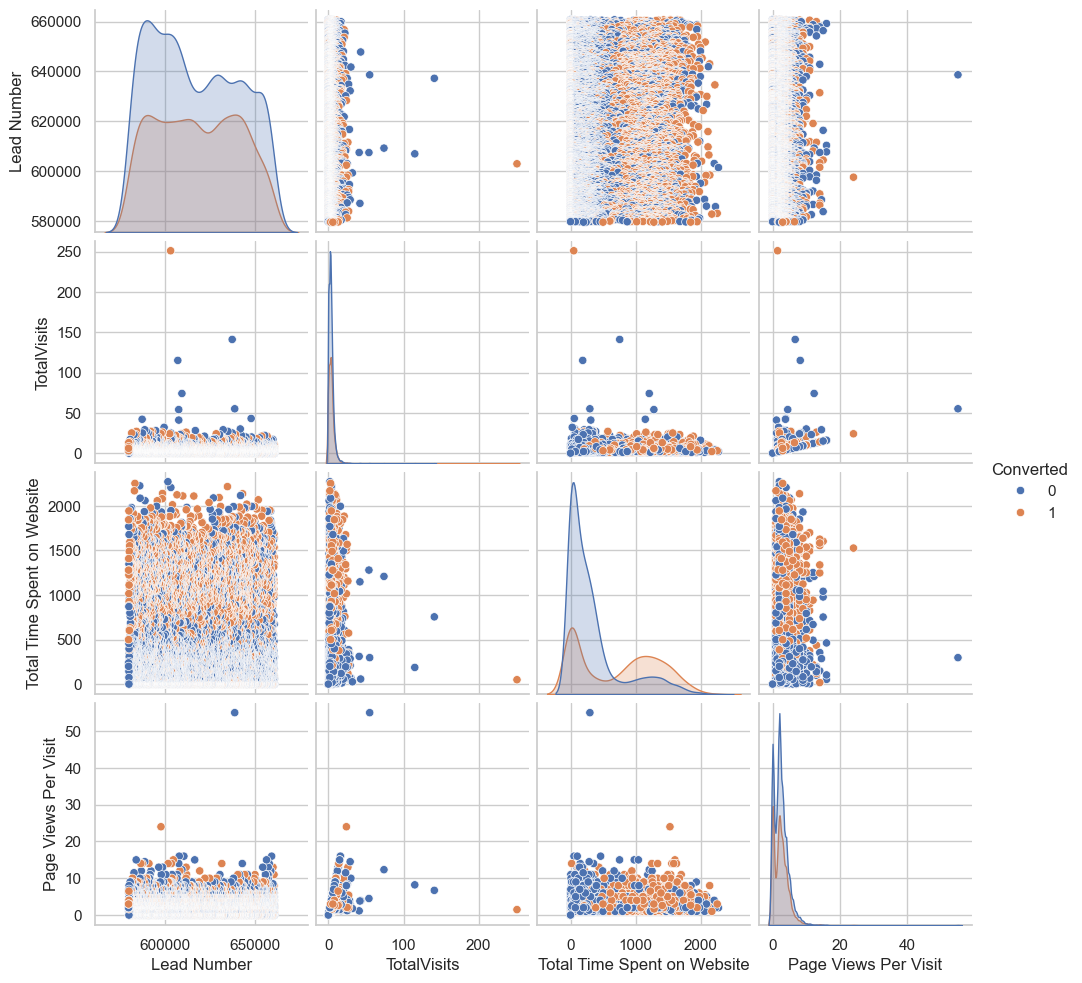 660000
640000
620000
600000
580000
Lead Number
250
200
150
100
50
0
TotalVisits
2000
1500
1000
500
0
Total Time Spent on Website
50
40
30
20
10
0
Page Views Per Visit
600000 650000
Lead Number
0 200
TotalVisits
0 1000 2000
Total Time Spent on Website
0 20 40
Page Views Per Visit
Converted
0
1